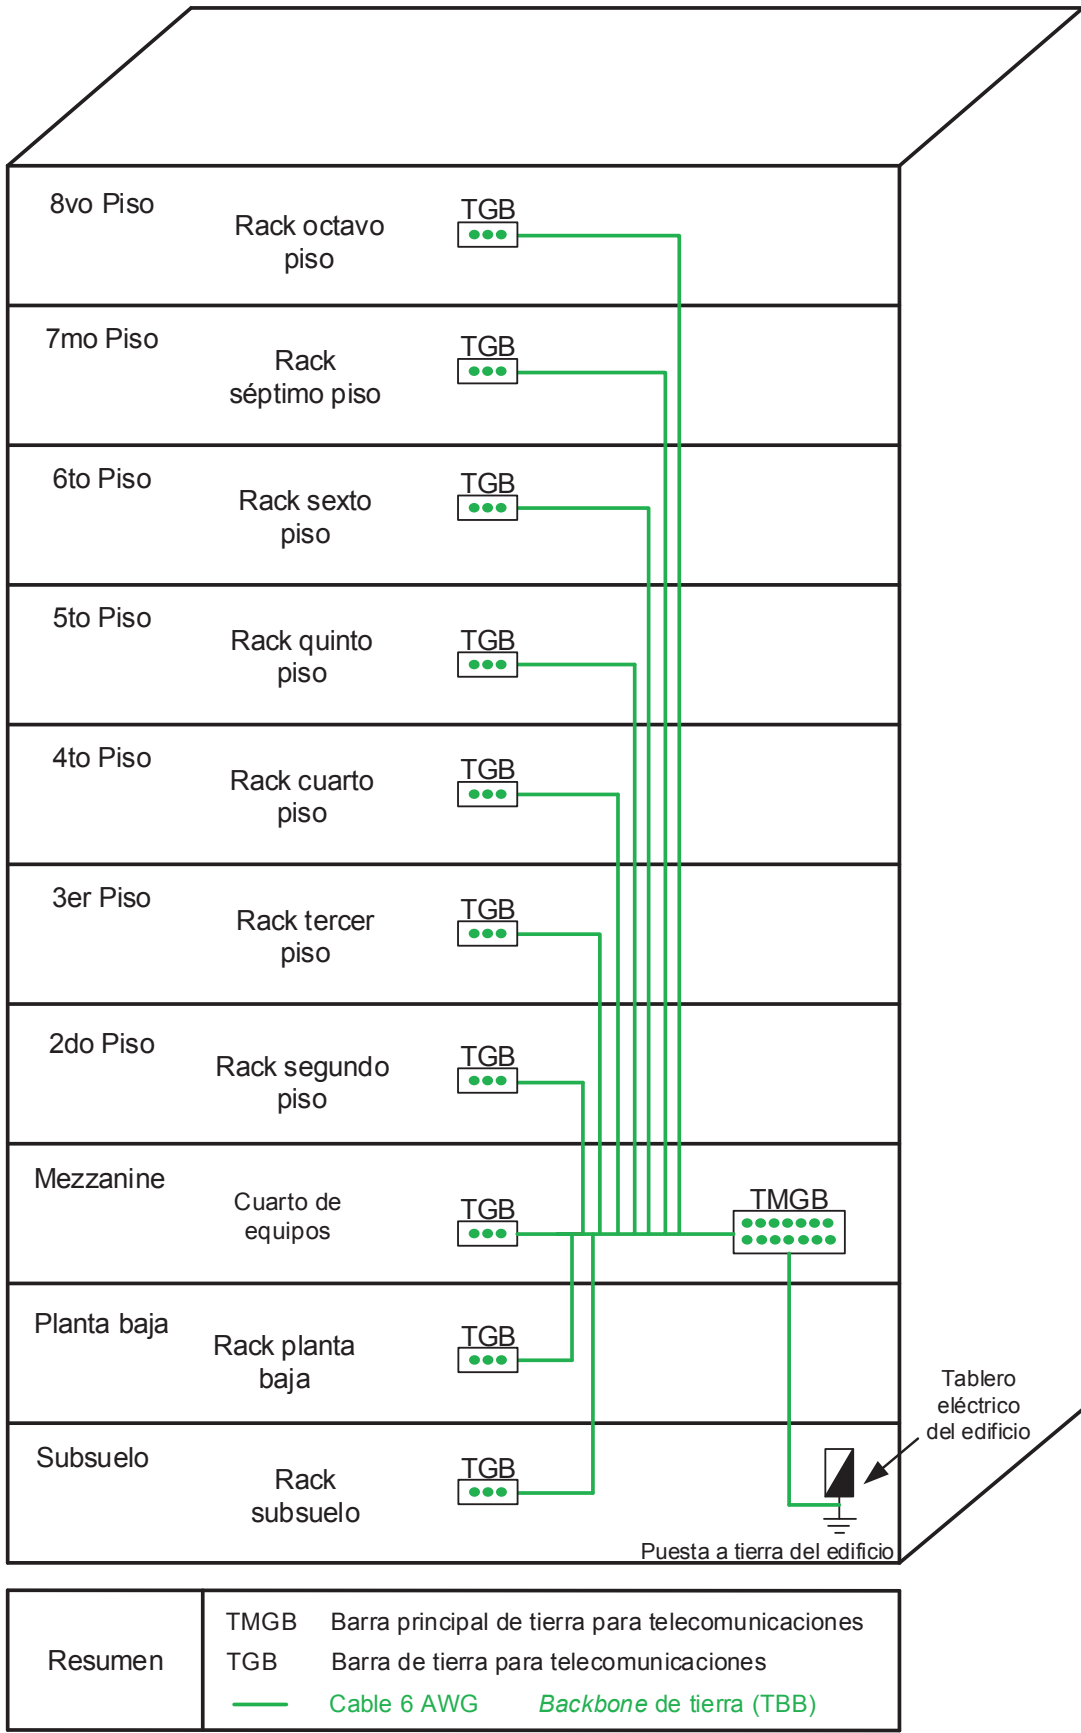 8vo Piso
Rack octavo
piso
TGB
7mo Piso
Rack
séptimo piso
TGB
6to Piso
Rack sexto
piso
TGB
5to Piso
Rack quinto
piso
TGB
4to Piso
Rack cuarto
piso
TGB
3er Piso
Rack tercer
piso
TGB
2do Piso
Rack segundo
piso
TGB
Mezzanine
Cuarto de
equipos
TGB
TMGB
Planta baja
Rack planta
baja
TGB
Tablero
eléctrico
del edificio
Subsuelo
Rack
subsuelo
TGB
Puesta a tierra del edificio
Resumen
TMGB Barra principal de tierra para telecomunicaciones
TGB Barra de tierra para telecomunicaciones
Cable 6 AWG Backbone de tierra (TBB)